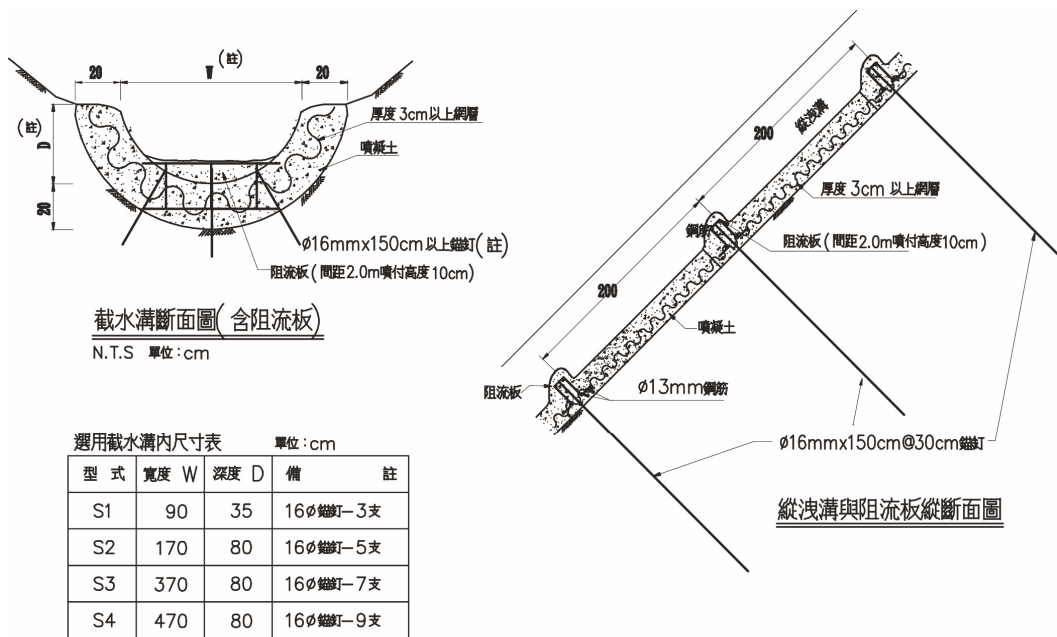 20
W
(註)
20
(註)
D
20
厚度 3cm以上網層
噴凝土
Ø16mmx150cm以上錨釘(註)
阻流板(間距2.0m噴付高度10cm)
截水溝斷面圖(含阻流板)
N.T.S 單位:cm
選用截水溝內尺寸表 單位:cm
型 式 寬度 W 深度 D 備 註
S1 90 35 16Ø錨釘-3支
S2 170 80 16Ø錨釘-5支
S3 370 80 16Ø錨釘-7支
S4 470 80 16Ø錨釘-9支
200
縱洩溝
厚度 3cm 以上網層
鋼筋
阻流板(間距2.0m噴付高度10cm)
200
噴凝土
阻流板
Ø13mm鋼筋
Ø16mmx150cm@30cm錨釘
縱洩溝與阻流板縱斷面圖